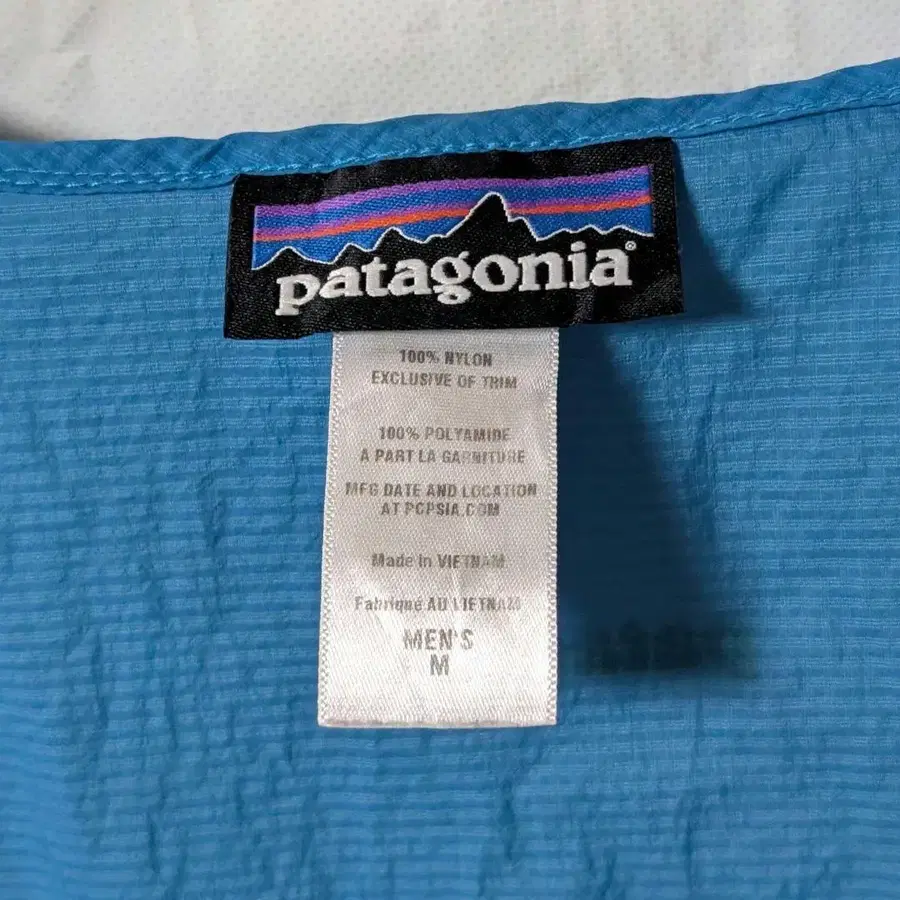 patagonia®
100% NYLON
EXCLUSIVE OF TRIM
100% POLYAMIDE
A PART LA GARNITURE
MFG DATE AND LOCATION
AT PCPSIA.COM
Made in VIETNAM
Fabriqué AU VIETNAM
MEN'S
M